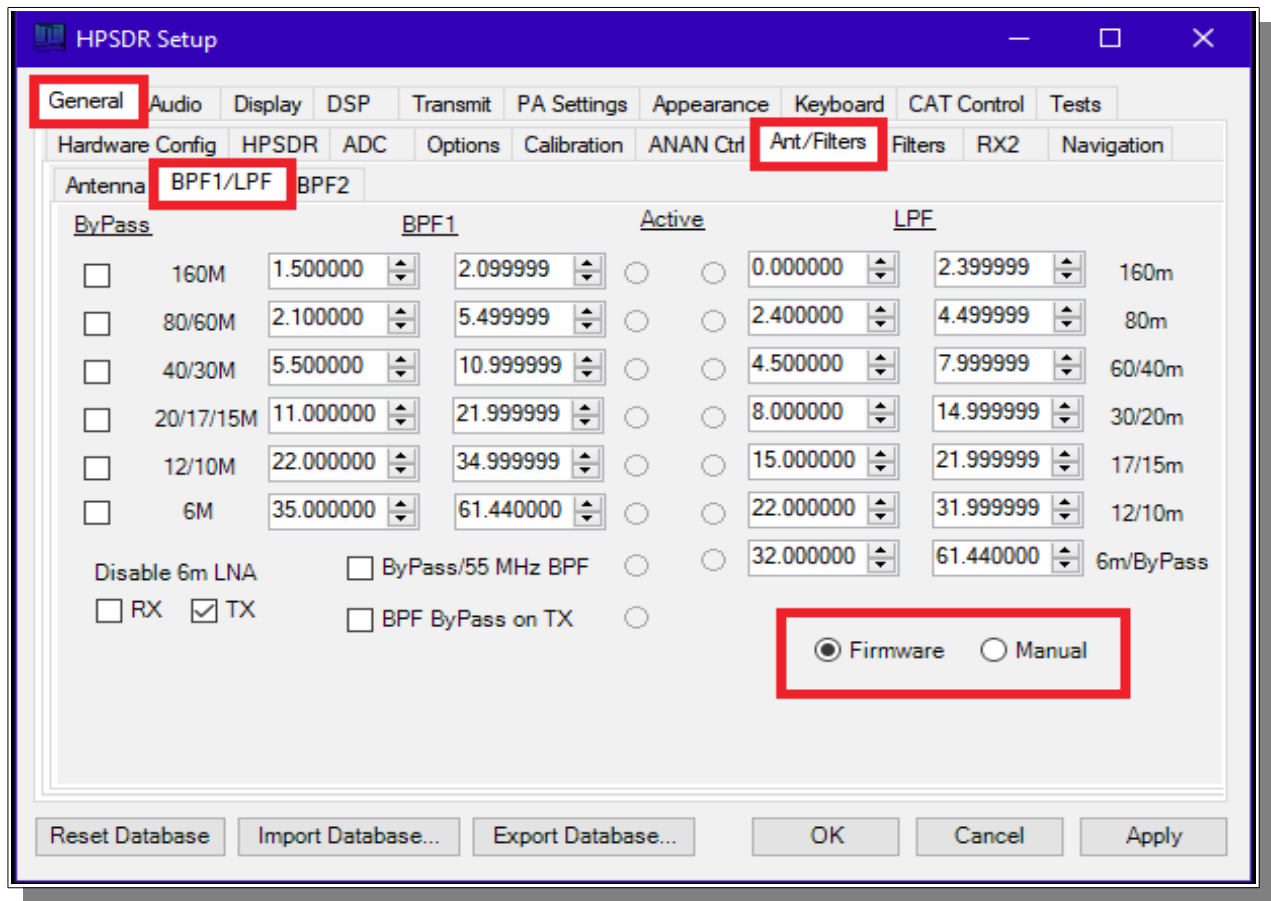 HPSDR Setup
General Audio Display DSP Transmit PA Settings Appearance Keyboard CAT Control Tests
Hardware Config HPSDR ADC Options Calibration ANAN Ctrl Ant/Filters Filters RX2 Navigation
Antenna BPF1/LPF BPF2
ByPass BPF1 Active LPF
160M 1.500000 2.099999 0.000000 2.399999 160m
80/60M 2.100000 5.499999 2.400000 4.499999 80m
40/30M 5.500000 10.999999 4.500000 7.999999 60/40m
20/17/15M 11.000000 21.999999 8.000000 14.999999 30/20m
12/10M 22.000000 34.999999 15.000000 21.999999 17/15m
6M 35.000000 61.440000 22.000000 31.999999 12/10m
Disable 6m LNA ByPass/55 MHz BPF 32.000000 61.440000 6m/ByPass
RX TX BPF ByPass on TX
Firmware Manual
Reset Database Import Database... Export Database... OK Cancel Apply